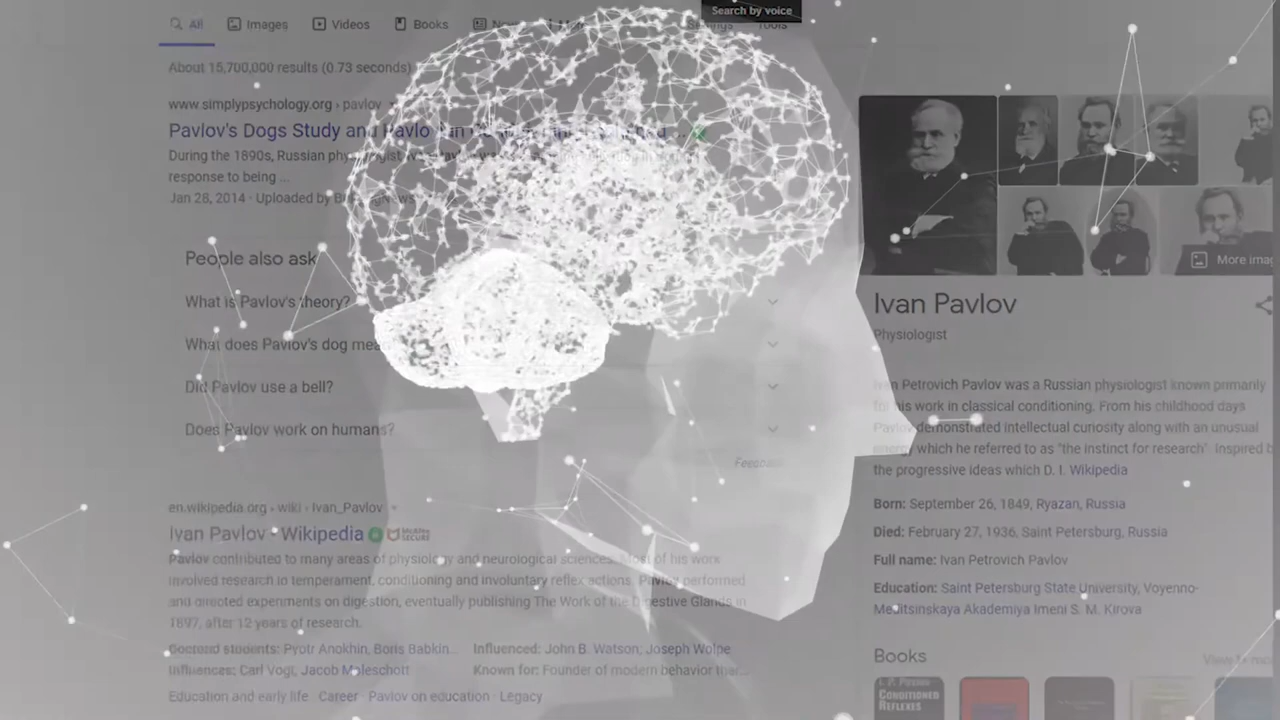 Search by voice
All Images Videos Books
Settings Tools
About 15,700,000 results (0.73 seconds)
www.simplypsychology.org › pavlov
Pavlov's Dogs Study and
During the 1890s, Russian
response to being ...
Jan 28, 2014 · Uploaded by
People also ask
What is Pavlov's theory?
What does Pavlov's dog
Did Pavlov use a bell?
Does Pavlov work on humans?
Feedback
en.wikipedia.org › wiki › Ivan_Pavlov
Ivan Pavlov - Wikipedia
McAfee
SECURE
Pavlov contributed to many areas of physiology and neurological sciences. Most of his work
involved research in temperament, conditioning and involuntary reflex actions. Pavlov performed
and directed experiments on digestion, eventually publishing The Work of the Digestive Glands in
1897, after 12 years of research.
Doctoral students: Pyotr Anokhin, Boris Babkin... Influenced: John B. Watson; Joseph Wolpe
Influences: Carl Vogt, Jacob Moleschott Known for: Founder of modern behavior
Education and early life · Career · Pavlov on education · Legacy
More
Ivan Pavlov
Physiologist
Ivan Petrovich Pavlov was a Russian physiologist known primarily
for his work in classical conditioning. From his childhood days
Pavlov demonstrated intellectual curiosity along with an unusual
energy which he referred to as "the instinct for research". Inspired
the progressive ideas which D. I. Wikipedia
Born: September 26, 1849, Ryazan, Russia
Died: February 27, 1936, Saint Petersburg, Russia
Full name: Ivan Petrovich Pavlov
Education: Saint Petersburg State University, Voyenno-
Meditsinskaya Akademiya Imeni S. M. Kirova
Books
View
CONDITIONED
REFLEXES